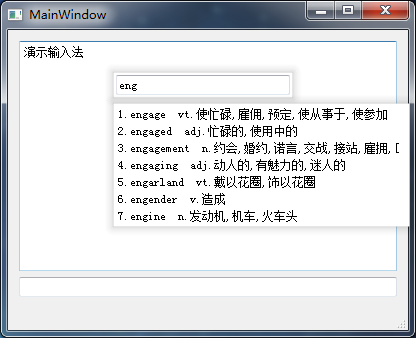 MainWindow
演示输入法
eng
1.engage vt.使忙碌,雇佣,预定,使从事于,使参加
2.engaged adj.忙碌的,使用中的
3.engagement n.约会,婚约,诺言,交战,接站,雇拥,
4.engaging adj.动人的,有魅力的,迷人的
5.engarland vt.戴以花圈,饰以花圈
6.engender v.造成
7.engine n.发动机,机车,火车头